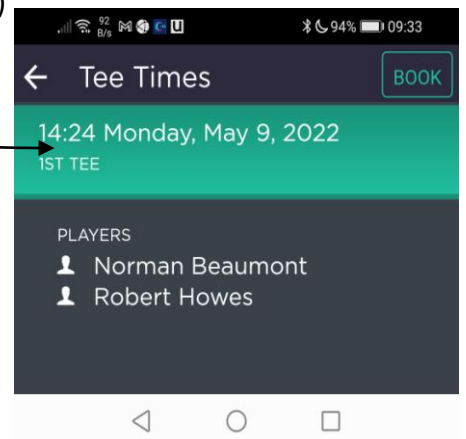 )
92 B/s 94% 09:33
Tee Times BOOK
14:24 Monday, May 9, 2022
1ST TEE
PLAYERS
Norman Beaumont
Robert Howes